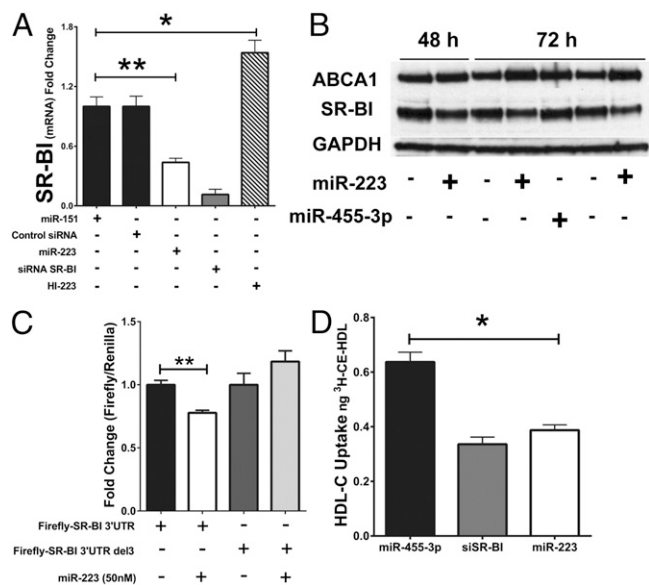 A
SR-BI (mRNA) Fold Change
1.8
1.2
0.6
0.0
*
**
miR-151 + - - - -
Control siRNA - + - - -
miR-223 - - + - -
siRNA SR-BI - - - + -
HI-223 - - - - +
B
48 h 72 h
ABCA1
SR-BI
GAPDH
miR-223 - + - + - - +
miR-455-3p - - - - + - -
C
Fold Change (Firefly/Renilla)
1.5
1.0
0.5
0.0
**
Firefly-SR-BI 3'UTR + + - -
Firefly-SR-BI 3'UTR del3 - - + +
miR-223 (50nM) - + - +
D
HDL-C Uptake ng ³H-CE-HDL
0.8
0.6
0.4
0.2
0.0
*
miR-455-3p siSR-BI miR-223